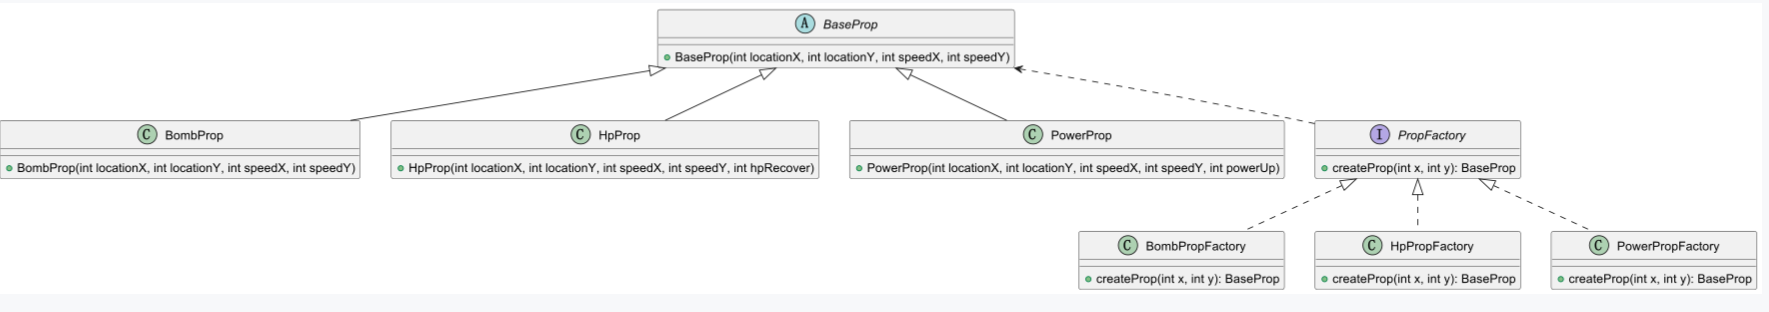 A BaseProp
BaseProp(int locationX, int locationY, int speedX, int speedY)
C BombProp
BombProp(int locationX, int locationY, int speedX, int speedY)
C HpProp
HpProp(int locationX, int locationY, int speedX, int speedY, int hpRecover)
C PowerProp
PowerProp(int locationX, int locationY, int speedX, int speedY, int powerUp)
I PropFactory
createProp(int x, int y): BaseProp
C BombPropFactory
createProp(int x, int y): BaseProp
C HpPropFactory
createProp(int x, int y): BaseProp
C PowerPropFactory
createProp(int x, int y): BaseProp